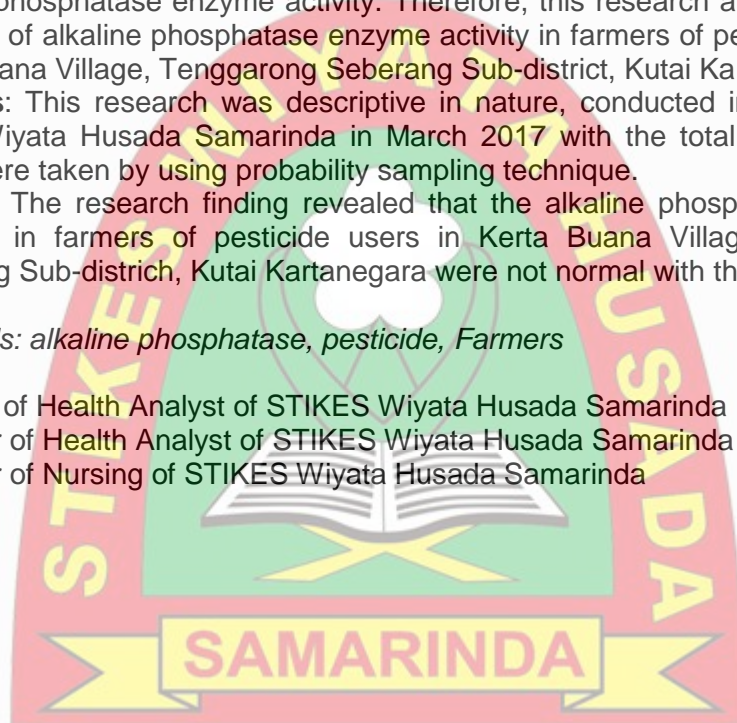 phosphatase enzyme activity. Therefore, this research a
of alkaline phosphatase enzyme activity in farmers of pe
ana Village, Tenggarong Seberang Sub-district, Kutai Ka
s: This research was descriptive in nature, conducted i
Wiyata Husada Samarinda in March 2017 with the total
ere taken by using probability sampling technique.
The research finding revealed that the alkaline phosp
in farmers of pesticide users in Kerta Buana Villag
g Sub-districh, Kutai Kartanegara were not normal with th
s: alkaline phosphatase, pesticide, Farmers
of Health Analyst of STIKES Wiyata Husada Samarinda
r of Health Analyst of STIKES Wiyata Husada Samarinda
r of Nursing of STIKES Wiyata Husada Samarinda
STIKES WIYATA HUSADA
SAMARINDA